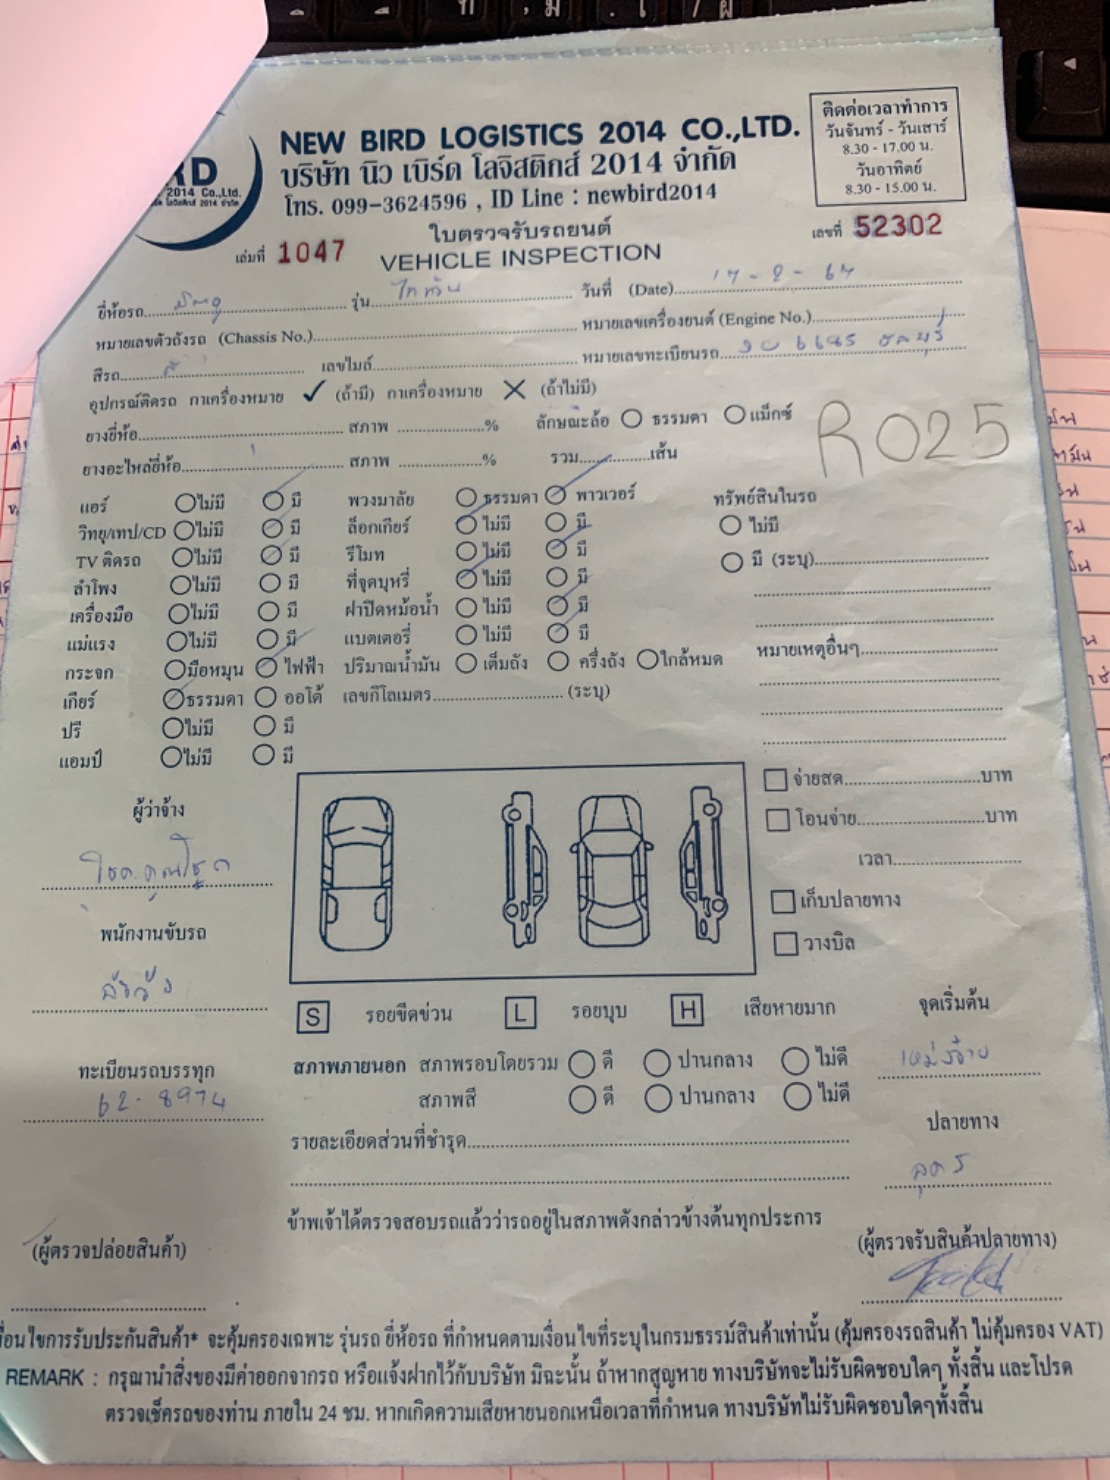 ติดต่อเวลาทำการ
วันจันทร์ - วันเสาร์
8.30 - 17.00 น.
วันอาทิตย์
8.30 - 15.00 น.
NEW BIRD LOGISTICS 2014 CO.,LTD.
บริษัท นิว เบิร์ด โลจิสติกส์ 2014 จำกัด
โทร. 099-3624596 , ID Line : newbird2014
RD
2014 Co.,Ltd.
ใบตรวจรับรถยนต์
VEHICLE INSPECTION
เล่มที่ 1047
เลขที่ 52302
ยี่ห้อรถ รุ่น ไททัน วันที่ (Date) 17-2-67
หมายเลขตัวถังรถ (Chassis No.) หมายเลขเครื่องยนต์ (Engine No.)
สีรถ เลขไมล์ หมายเลขทะเบียนรถ 6685 ชลบุรี
อุปกรณ์ติดรถ กาเครื่องหมาย ✓ (ถ้ามี) กาเครื่องหมาย ✕ (ถ้าไม่มี)
ยางยี่ห้อ สภาพ % ลักษณะล้อ ธรรมดา แม็กซ์
R025
ยางอะไหล่ยี่ห้อ สภาพ % รวม เส้น
แอร์ ไม่มี มี พวงมาลัย ธรรมดา พาวเวอร์ ทรัพย์สินในรถ
วิทยุ/เทป/CD ไม่มี มี ล็อกเกียร์ ไม่มี มี ไม่มี
TV ติดรถ ไม่มี มี รีโมท ไม่มี มี มี (ระบุ)
ลำโพง ไม่มี มี ที่จุดบุหรี่ ไม่มี มี
เครื่องมือ ไม่มี มี ฝาปิดหม้อน้ำ ไม่มี มี
แม่แรง ไม่มี มี แบตเตอรี่ ไม่มี มี หมายเหตุอื่นๆ
กระจก มือหมุน ไฟฟ้า ปริมาณน้ำมัน เต็มถัง ครึ่งถัง ใกล้หมด
เกียร์ ธรรมดา ออโต้ เลขกิโลเมตร (ระบุ)
ปรี ไม่มี มี
แอมป์ ไม่มี มี
จ่ายสด บาท
โอนจ่าย บาท
เวลา
เก็บปลายทาง
วางบิล
ผู้ว่าจ้าง
พนักงานขับรถ
ทะเบียนรถบรรทุก
62-8974
S รอยขีดข่วน L รอยบุบ H เสียหายมาก
จุดเริ่มต้น
สภาพภายนอก สภาพรอบโดยรวม ดี ปานกลาง ไม่ดี
สภาพสี ดี ปานกลาง ไม่ดี
ปลายทาง
อุดร
รายละเอียดส่วนที่ชำรุด
ข้าพเจ้าได้ตรวจสอบรถแล้วว่ารถอยู่ในสภาพดังกล่าวข้างต้นทุกประการ
(ผู้ตรวจปล่อยสินค้า)
(ผู้ตรวจรับสินค้าปลายทาง)
ื่อนไขการรับประกันสินค้า* จะคุ้มครองเฉพาะ รุ่นรถ ยี่ห้อรถ ที่กำหนดตามเงื่อนไขที่ระบุในกรมธรรม์สินค้าเท่านั้น (คุ้มครองรถสินค้า ไม่คุ้มครอง VAT)
REMARK : กรุณานำสิ่งของมีค่าออกจากรถ หรือแจ้งฝากไว้กับบริษัท มิฉะนั้น ถ้าหากสูญหาย ทางบริษัทจะไม่รับผิดชอบใดๆ ทั้งสิ้น และโปรด
ตรวจเช็ครถของท่าน ภายใน 24 ชม. หากเกิดความเสียหายนอกเหนือเวลาที่กำหนด ทางบริษัทไม่รับผิดชอบใดๆทั้งสิ้น